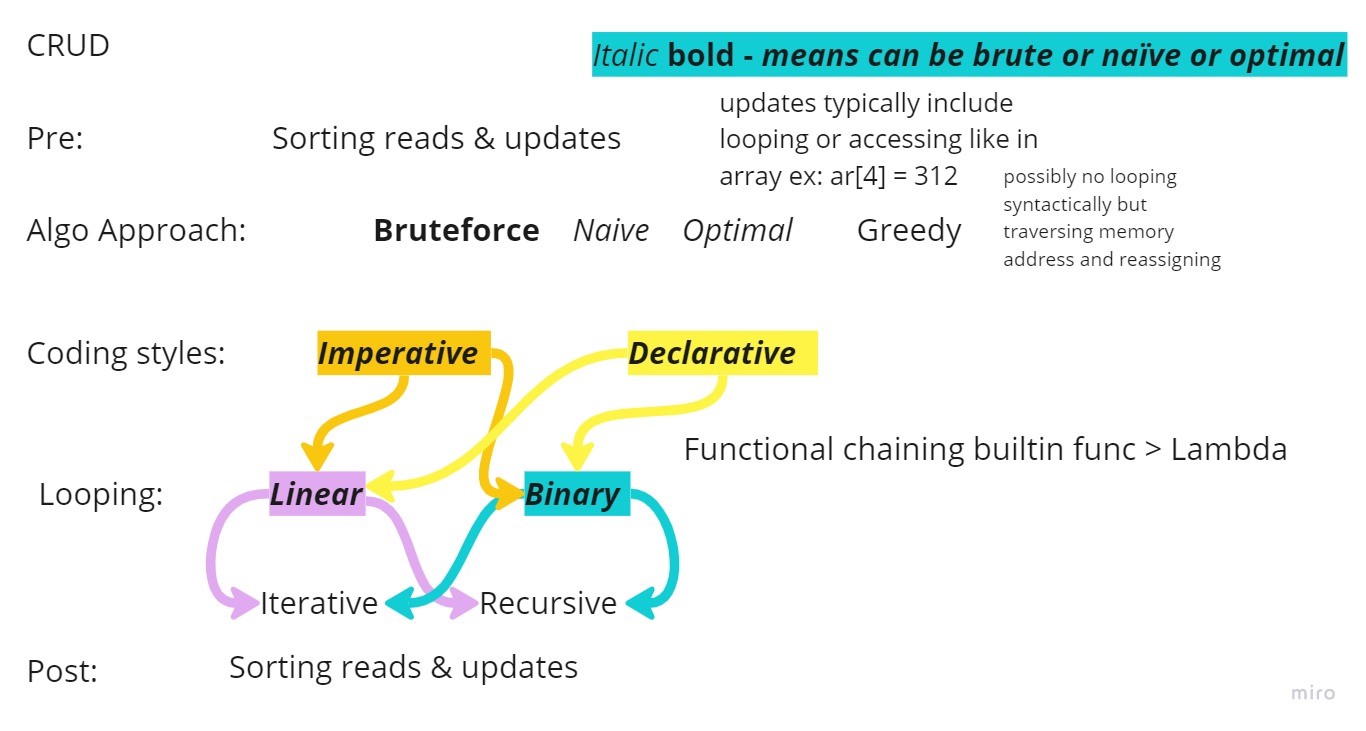 CRUD
Italic bold - means can be brute or naïve or optimal
updates typically include
looping or accessing like in
array ex: ar[4] = 312
Pre:
Sorting reads & updates
possibly no looping
syntactically but
traversing memory
address and reassigning
Algo Approach:
Bruteforce
Naive
Optimal
Greedy
Coding styles:
Imperative
Declarative
Functional chaining builtin func > Lambda
Looping:
Linear
Binary
Iterative
Recursive
Post:
Sorting reads & updates
miro